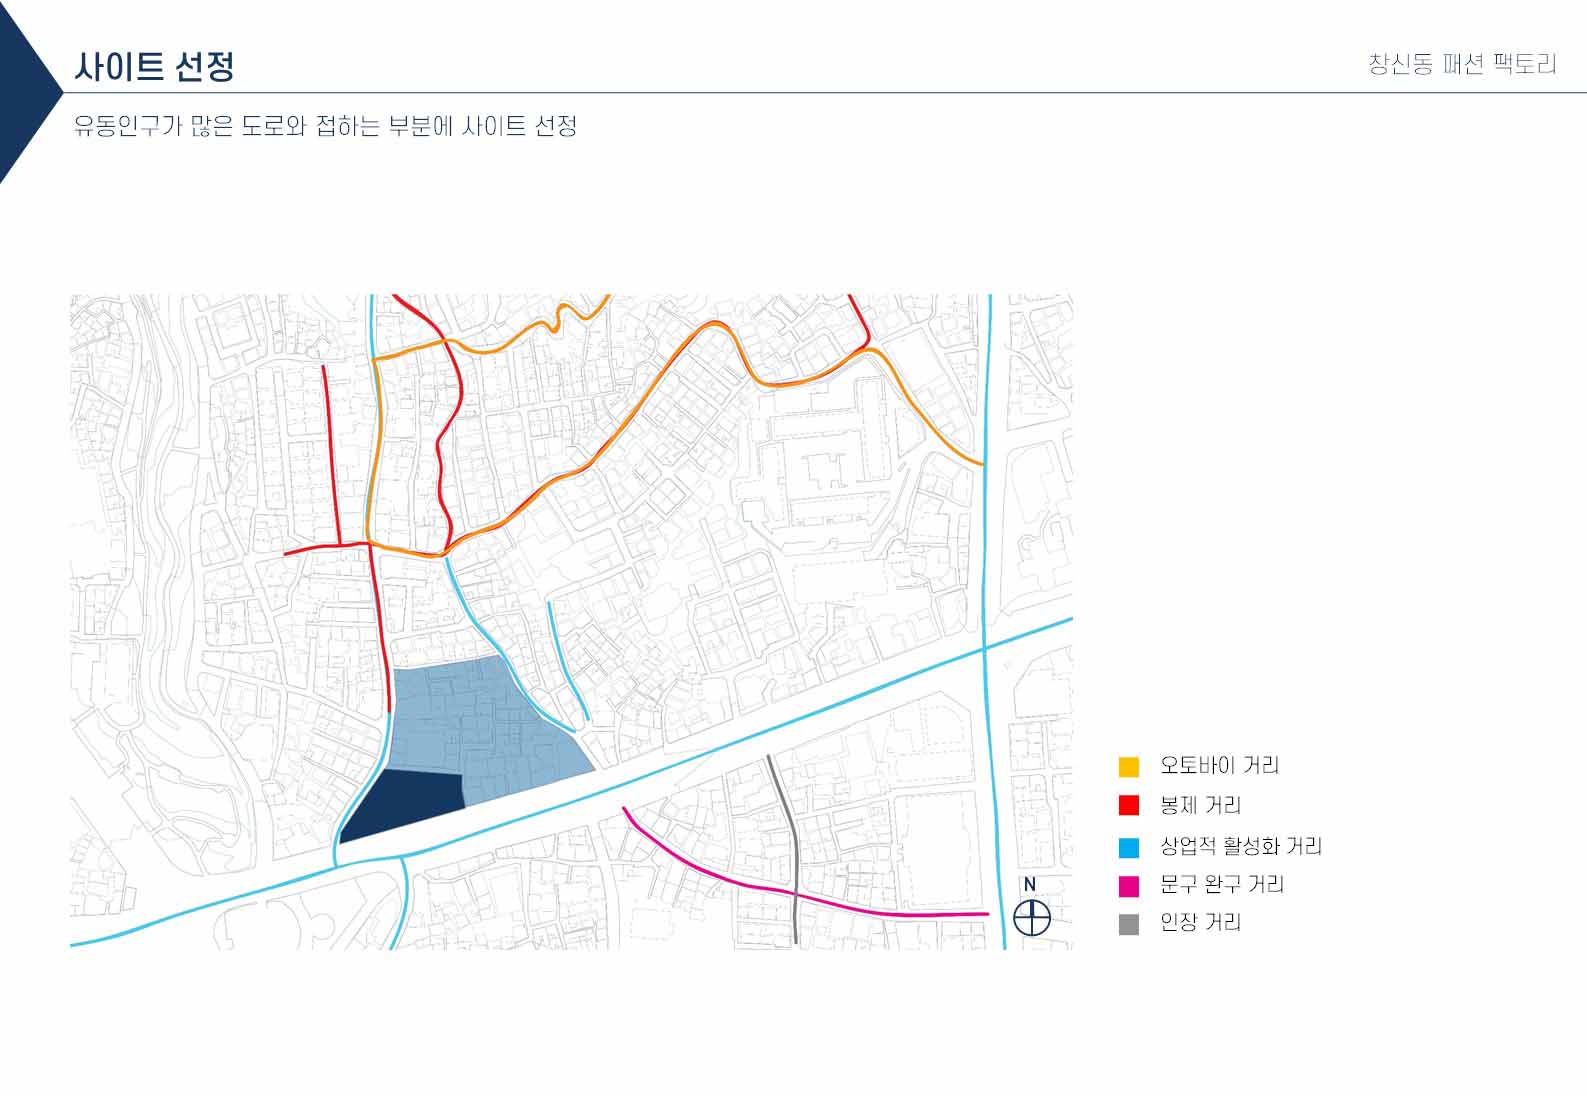 사이트 선정
창신동 패션 팩토리
유동인구가 많은 도로와 접하는 부분에 사이트 선정
오토바이 거리
봉제 거리
상업적 활성화 거리
문구 완구 거리
N
인장 거리